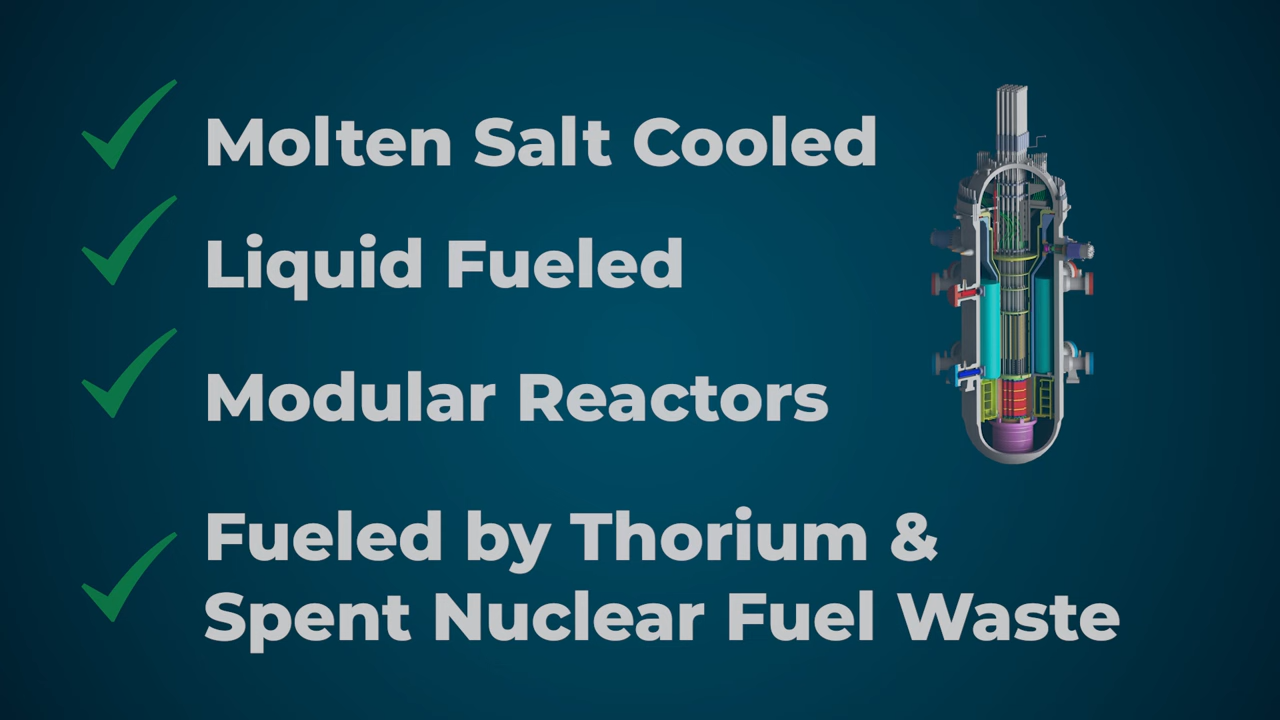 Molten Salt Cooled
Liquid Fueled
Modular Reactors
Fueled by Thorium &
Spent Nuclear Fuel Waste